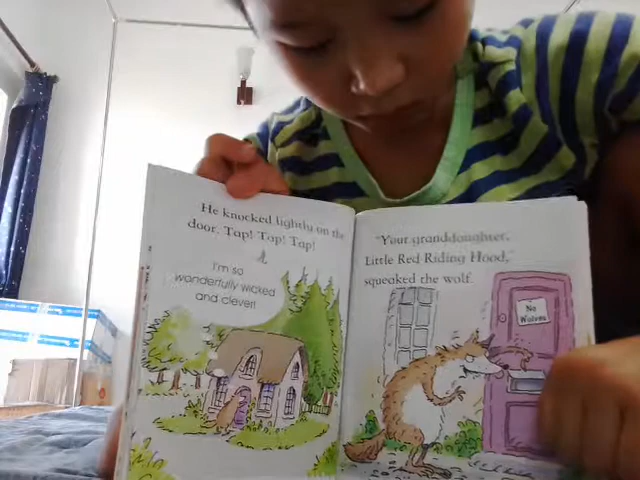 He knocked lightly on the
door. Tap! Tap! Tap!
I'm so
wonderfully wicked
and clever!
"Your granddaughter,
Little Red Riding Hood,"
squeaked the wolf.
No
Wolves